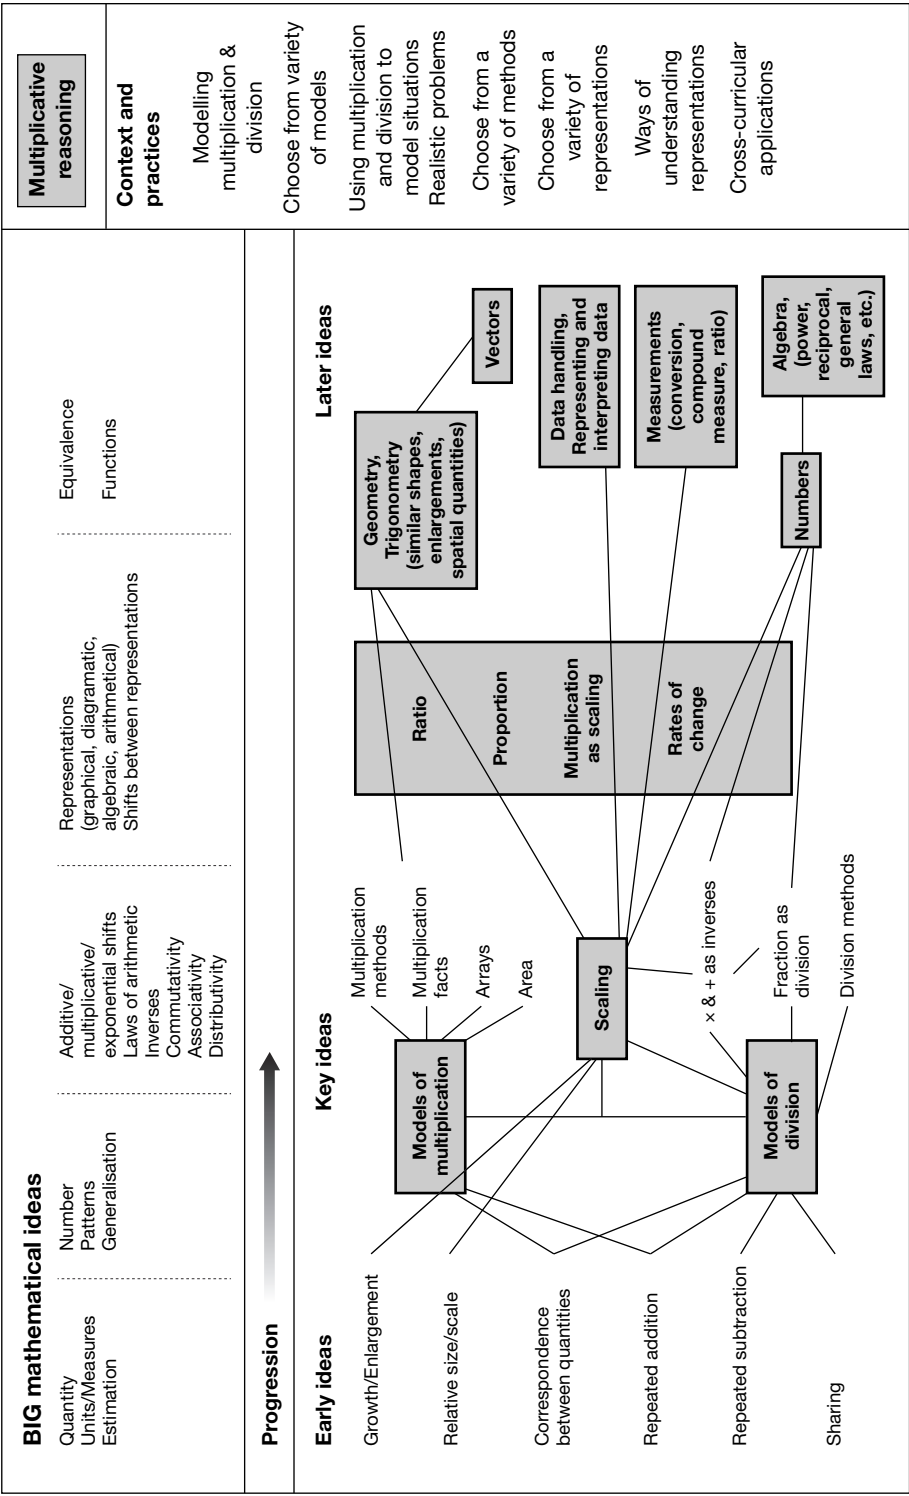 BIG mathematical ideas
Quantity
Units/Measures
Estimation
Number
Patterns
Generalisation
Additive/
multiplicative/
exponential shifts
Laws of arithmetic
Inverses
Commutativity
Associativity
Distributivity
Representations
(graphical, diagramatic,
algebraic, arithmetical)
Shifts between representations
Equivalence
Functions
Multiplicative
reasoning
Context and
practices
Modelling
multiplication &
division
Choose from variety
of models
Using multiplication
and division to
model situations
Realistic problems
Choose from a
variety of methods
Choose from a
variety of
representations
Ways of
understanding
representations
Cross-curricular
applications
Progression
Early ideas
Growth/Enlargement
Relative size/scale
Correspondence
between quantities
Repeated addition
Repeated subtraction
Sharing
Key ideas
Models of
multiplication
Multiplication
methods
Multiplication
facts
Arrays
Area
Scaling
× & + as inverses
Models of
division
Fraction as
division
Division methods
Ratio
Proportion
Multiplication
as scaling
Rates of
change
Later ideas
Geometry,
Trigonometry
(similar shapes,
enlargements,
spatial quantities)
Vectors
Data handling,
Representing and
interpreting data
Measurements
(conversion,
compound
measure, ratio)
Numbers
Algebra,
(power,
reciprocal,
general
laws, etc.)